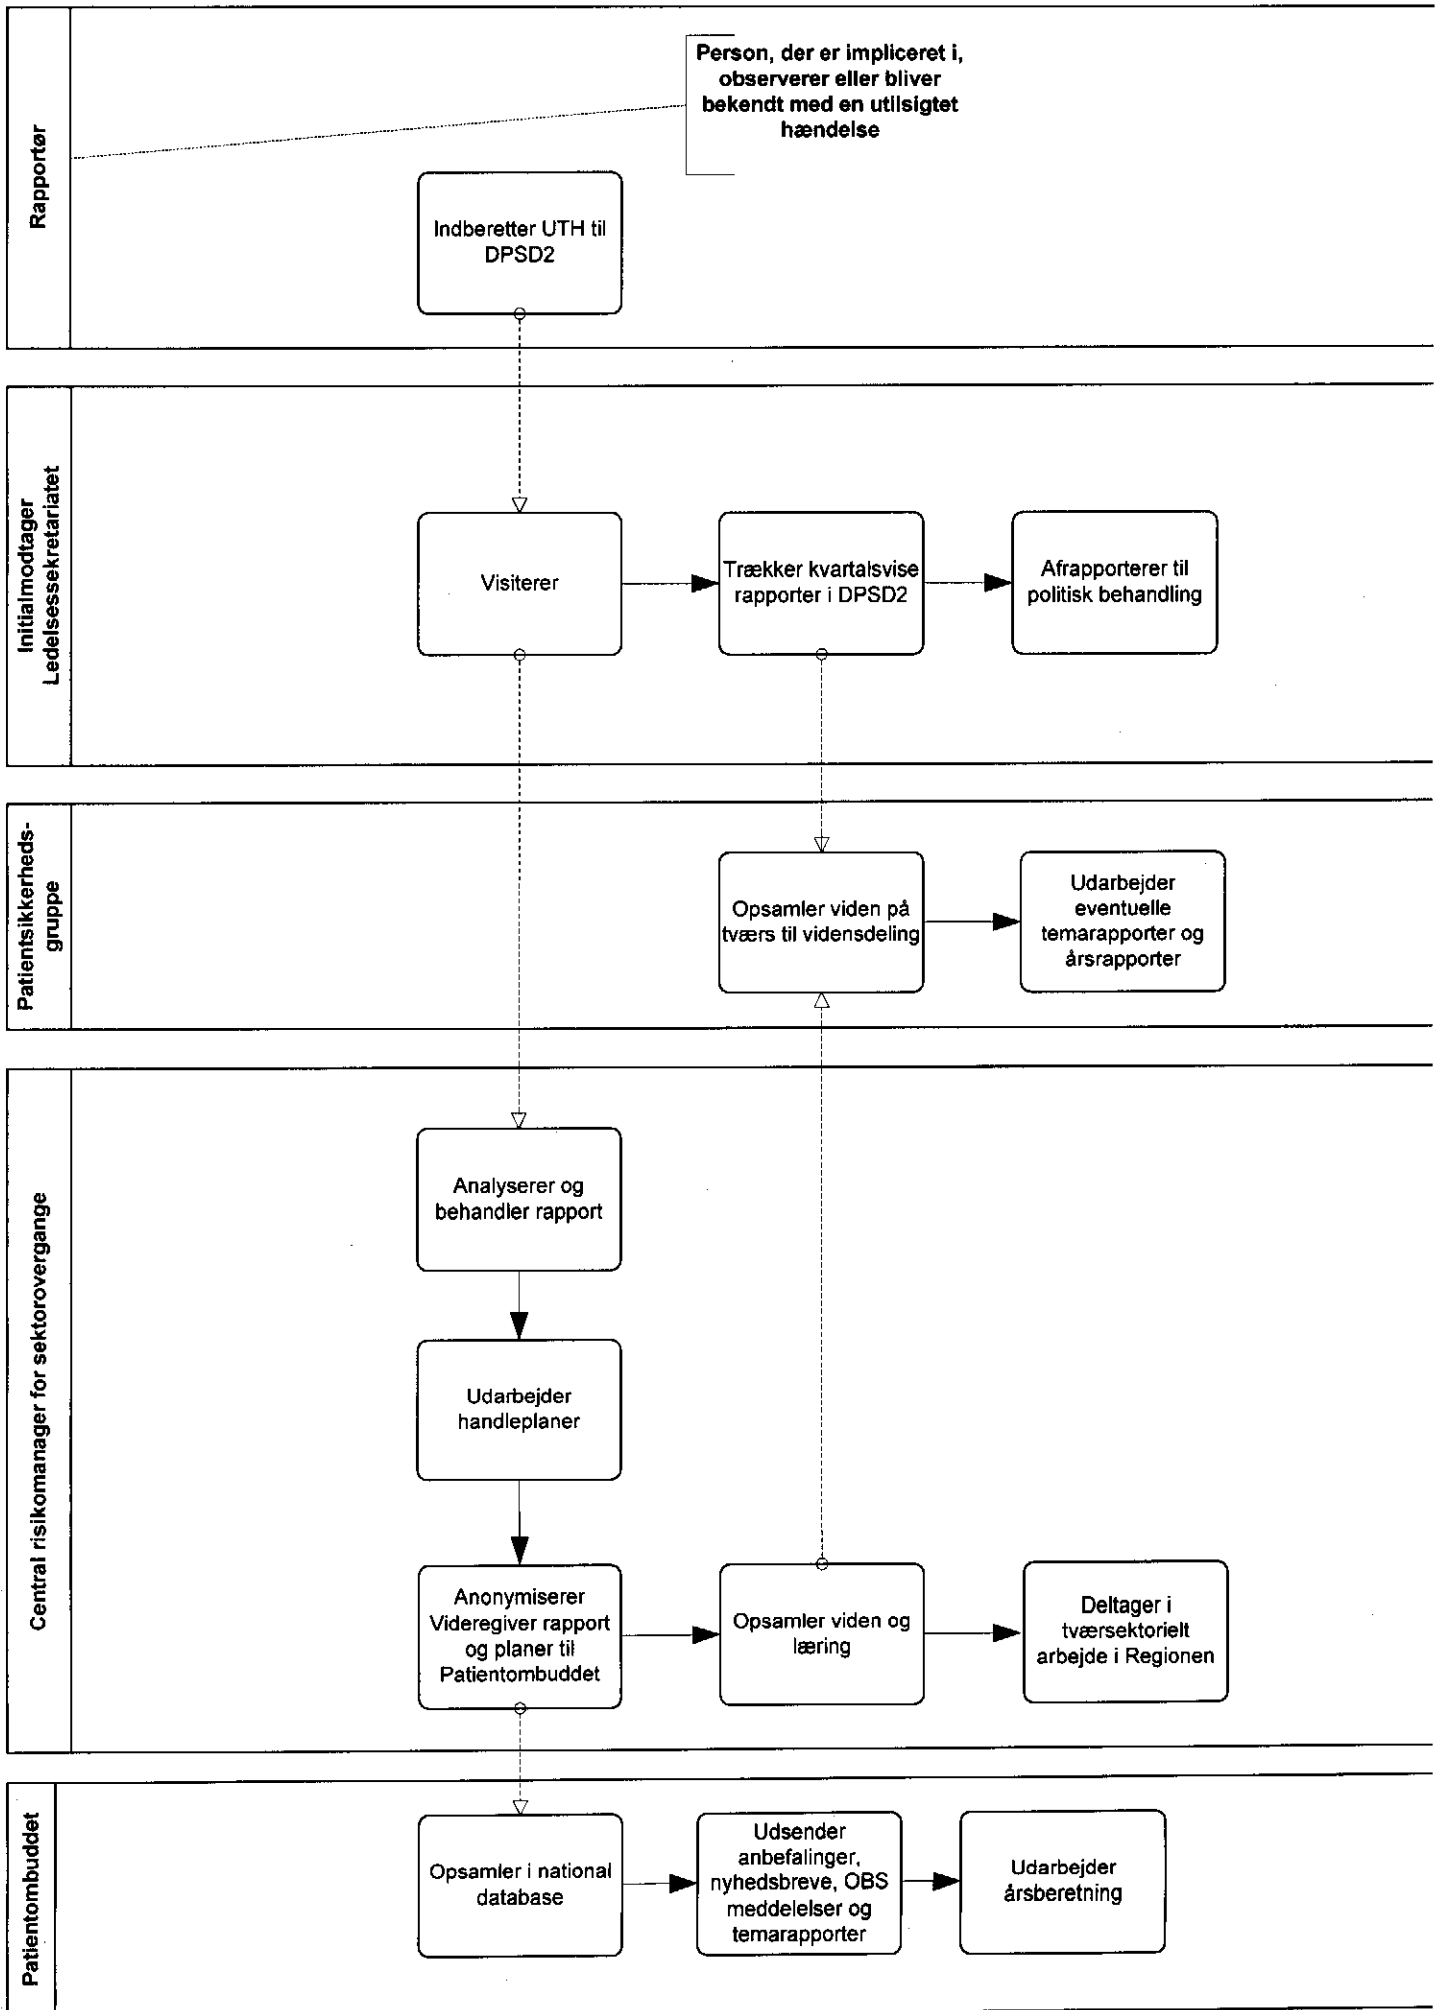 Rapportør
Person, der er impliceret i,
observerer eller bliver
bekendt med en utilsigtet
hændelse
Indberetter UTH til
DPSD2
Initialmodtager
Ledelsessekretariatet
Visiterer
Trækker kvartalsvise
rapporter i DPSD2
Afrapporterer til
politisk behandling
Patientsikkerheds-
gruppe
Opsamler viden på
tværs til vidensdeling
Udarbejder
eventuelle
temarapporter og
årsrapporter
Central risikomanager for sektorovergange
Analyserer og
behandler rapport
Udarbejder
handleplaner
Anonymiserer
Videregiver rapport
og planer til
Patientombuddet
Opsamler viden og
læring
Deltager i
tværsektorielt
arbejde i Regionen
Patientombuddet
Opsamler i national
database
Udsender
anbefalinger,
nyhedsbreve, OBS
meddelelser og
temarapporter
Udarbejder
årsberetning